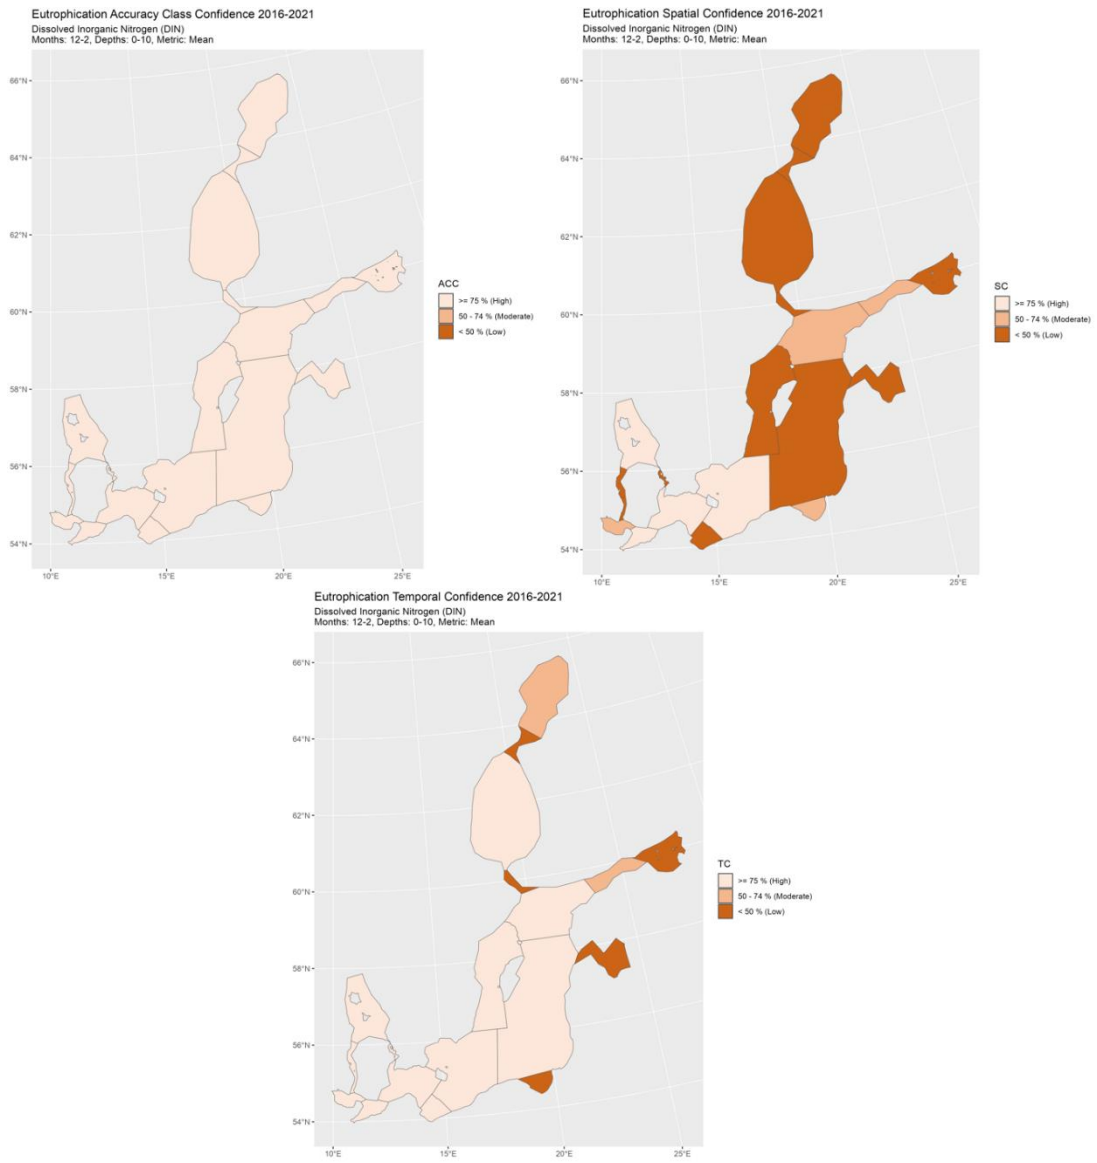 Eutrophication Accuracy Class Confidence 2016-2021
Dissolved Inorganic Nitrogen (DIN)
Months: 12-2, Depths: 0-10, Metric: Mean
66°N
64°N
62°N
60°N
58°N
56°N
54°N
10°E
15°E
20°E
25°E
ACC
>= 75 % (High)
50 - 74 % (Moderate)
< 50 % (Low)
Eutrophication Spatial Confidence 2016-2021
Dissolved Inorganic Nitrogen (DIN)
Months: 12-2, Depths: 0-10, Metric: Mean
66°N
64°N
62°N
60°N
58°N
56°N
54°N
10°E
15°E
20°E
25°E
SC
>= 75 % (High)
50 - 74 % (Moderate)
< 50 % (Low)
Eutrophication Temporal Confidence 2016-2021
Dissolved Inorganic Nitrogen (DIN)
Months: 12-2, Depths: 0-10, Metric: Mean
66°N
64°N
62°N
60°N
58°N
56°N
54°N
10°E
15°E
20°E
25°E
TC
>= 75 % (High)
50 - 74 % (Moderate)
< 50 % (Low)